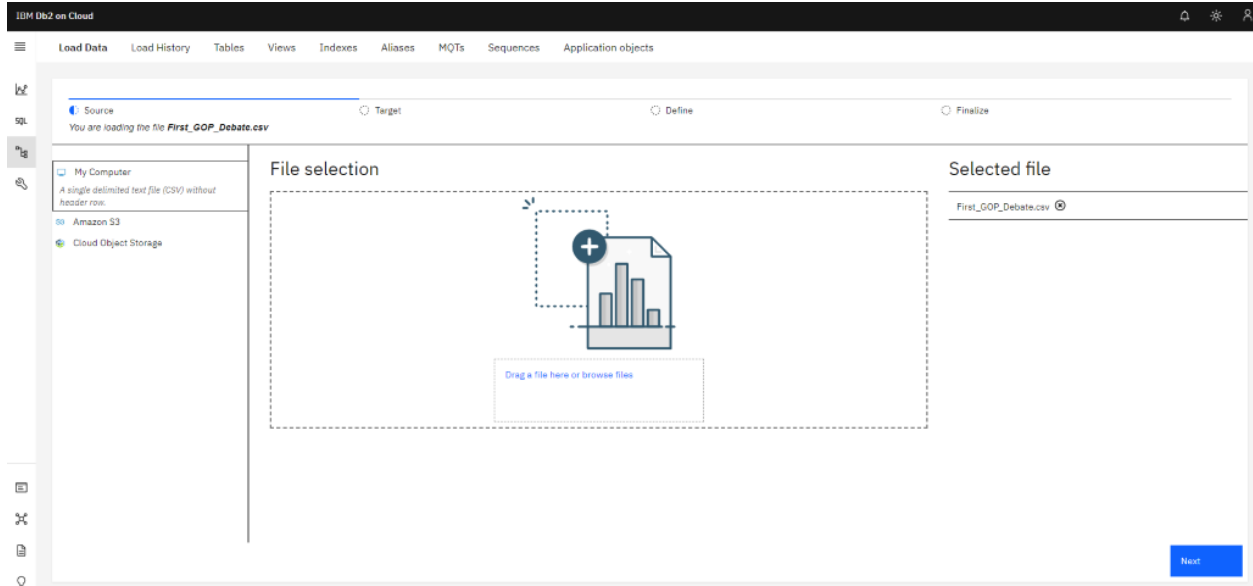 IBM Db2 on Cloud
Load Data Load History Tables Views Indexes Aliases MQTs Sequences Application objects
Source Target Define Finalize
You are loading the file First_GOP_Debate.csv
SQL
My Computer
A single delimited text file (CSV) without
header row.
Amazon S3
Cloud Object Storage
File selection
Drag a file here or browse files
Selected file
First_GOP_Debate.csv
Next